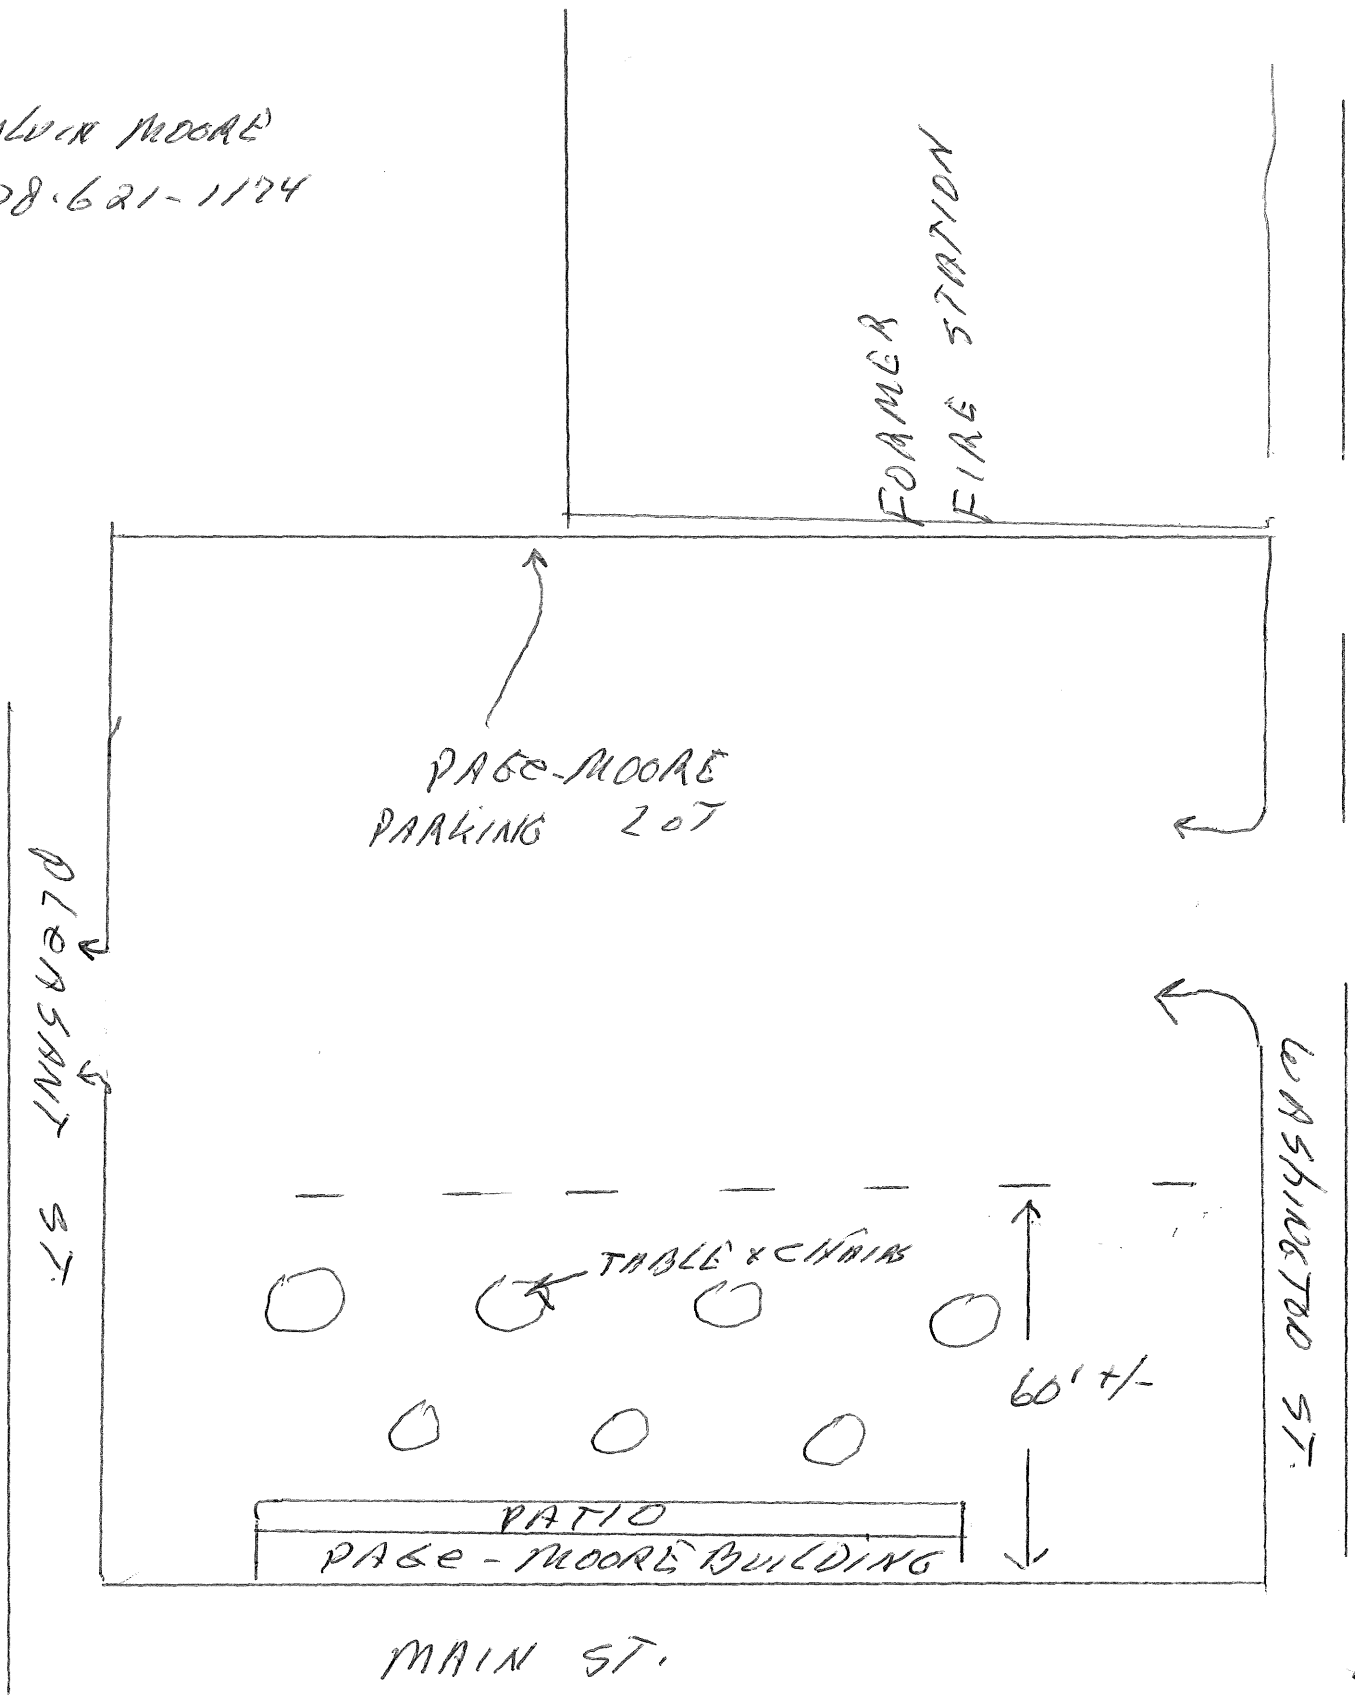 MOORE
8·621-1174
FORMER
FIRE STATION
PAGe-MOORE
PARKING LOT
PLeASANT ST.
WAShINGTON ST.
TABLE & CHAIRS
60' +/-
PATIO
PAGe-MOORE BUILDING
MAIN ST.